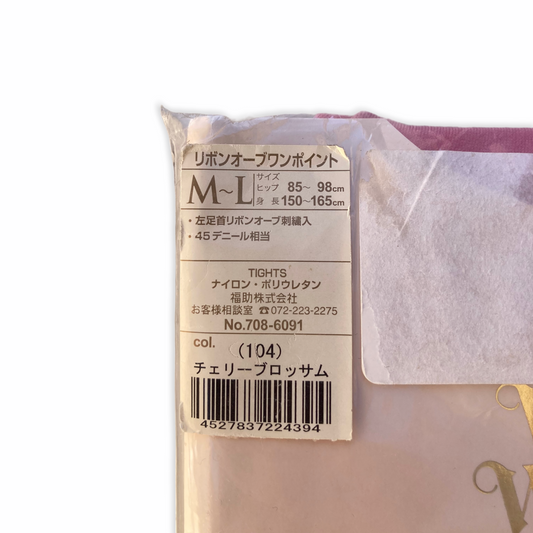 リボンオーブワンポイント
M~L サイズ
ヒップ 85～ 98cm
身 長 150～165cm
・左足首リボンオーブ刺繍入
・45デニール相当
TIGHTS
ナイロン・ポリウレタン
福助株式会社
お客様相談室 ☎072-223-2275
No.708-6091
col.
(104)
チェリーブロッサム
4527837224394